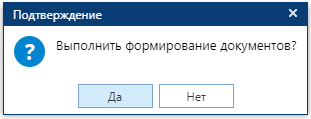 Подтверждение
Выполнить формирование документов?
Да
Нет